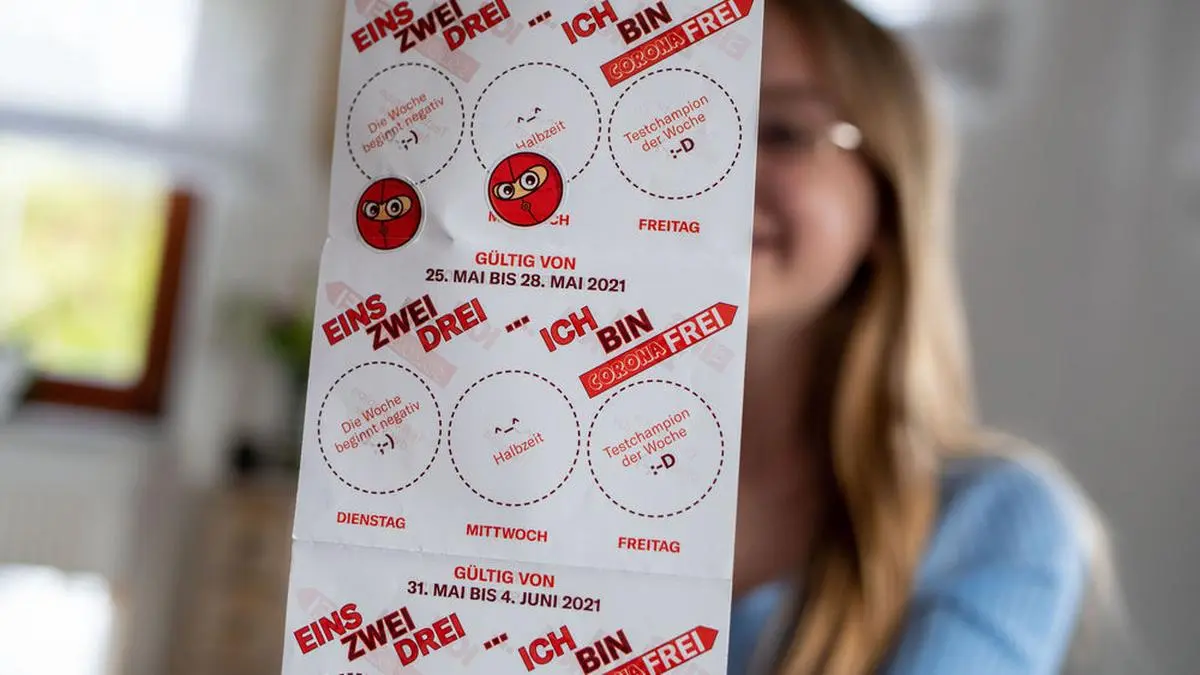 EINS ZWEI DREI ... ICH BIN CORONA FREI
Die Woche
beginnt negativ
:-)
^-^
Halbzeit
Testchampion
der Woche
:-D
FREITAG
GÜLTIG VON
25. MAI BIS 28. MAI 2021
EINS ZWEI DREI ... ICH BIN CORONA FREI
Die Woche
beginnt negativ
;-)
^-^
Halbzeit
Testchampion
der Woche
:-D
DIENSTAG
MITTWOCH
FREITAG
GÜLTIG VON
31. MAI BIS 4. JUNI 2021
EINS ZWEI DREI ... ICH BIN CORONA FREI